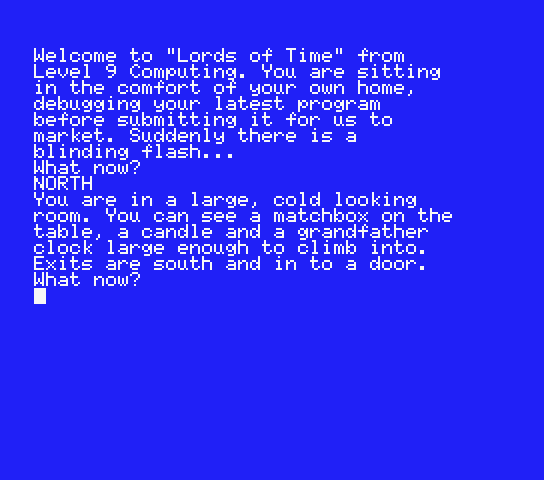 Welcome to "Lords of Time" from
Level 9 Computing. You are sitting
in the comfort of your own home,
debugging your latest program
before submitting it for us to
market. Suddenly there is a
blinding flash...
What now?
NORTH
You are in a large, cold looking
room. You can see a matchbox on the
table, a candle and a grandfather
clock large enough to climb into.
Exits are south and in to a door.
What now?